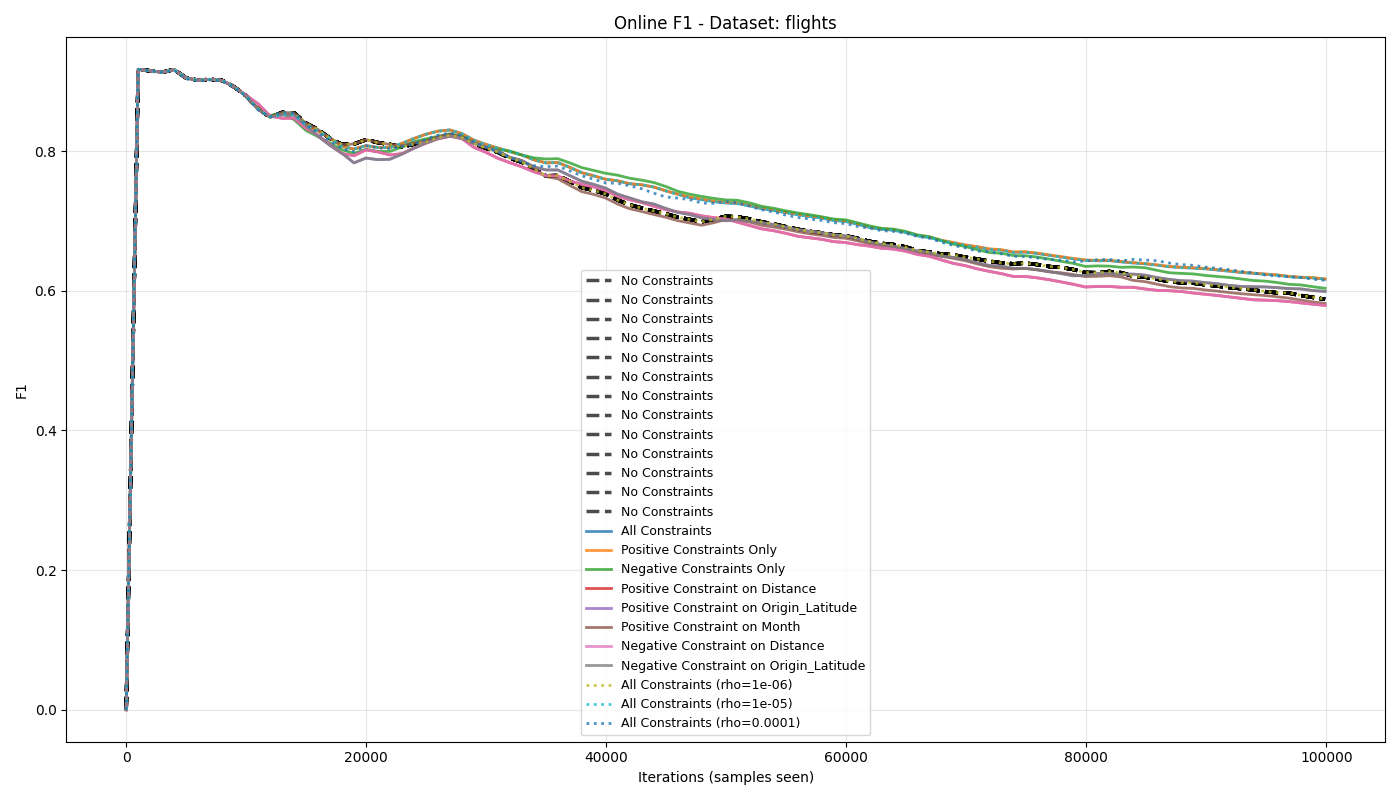 Online F1 - Dataset: flights
F1
0.8
0.6
0.4
0.2
0.0
No Constraints
No Constraints
No Constraints
No Constraints
No Constraints
No Constraints
No Constraints
No Constraints
No Constraints
No Constraints
No Constraints
No Constraints
No Constraints
All Constraints
Positive Constraints Only
Negative Constraints Only
Positive Constraint on Distance
Positive Constraint on Origin_Latitude
Positive Constraint on Month
Negative Constraint on Distance
Negative Constraint on Origin_Latitude
All Constraints (rho=1e-06)
All Constraints (rho=1e-05)
All Constraints (rho=0.0001)
0 20000 40000 60000 80000 100000
Iterations (samples seen)